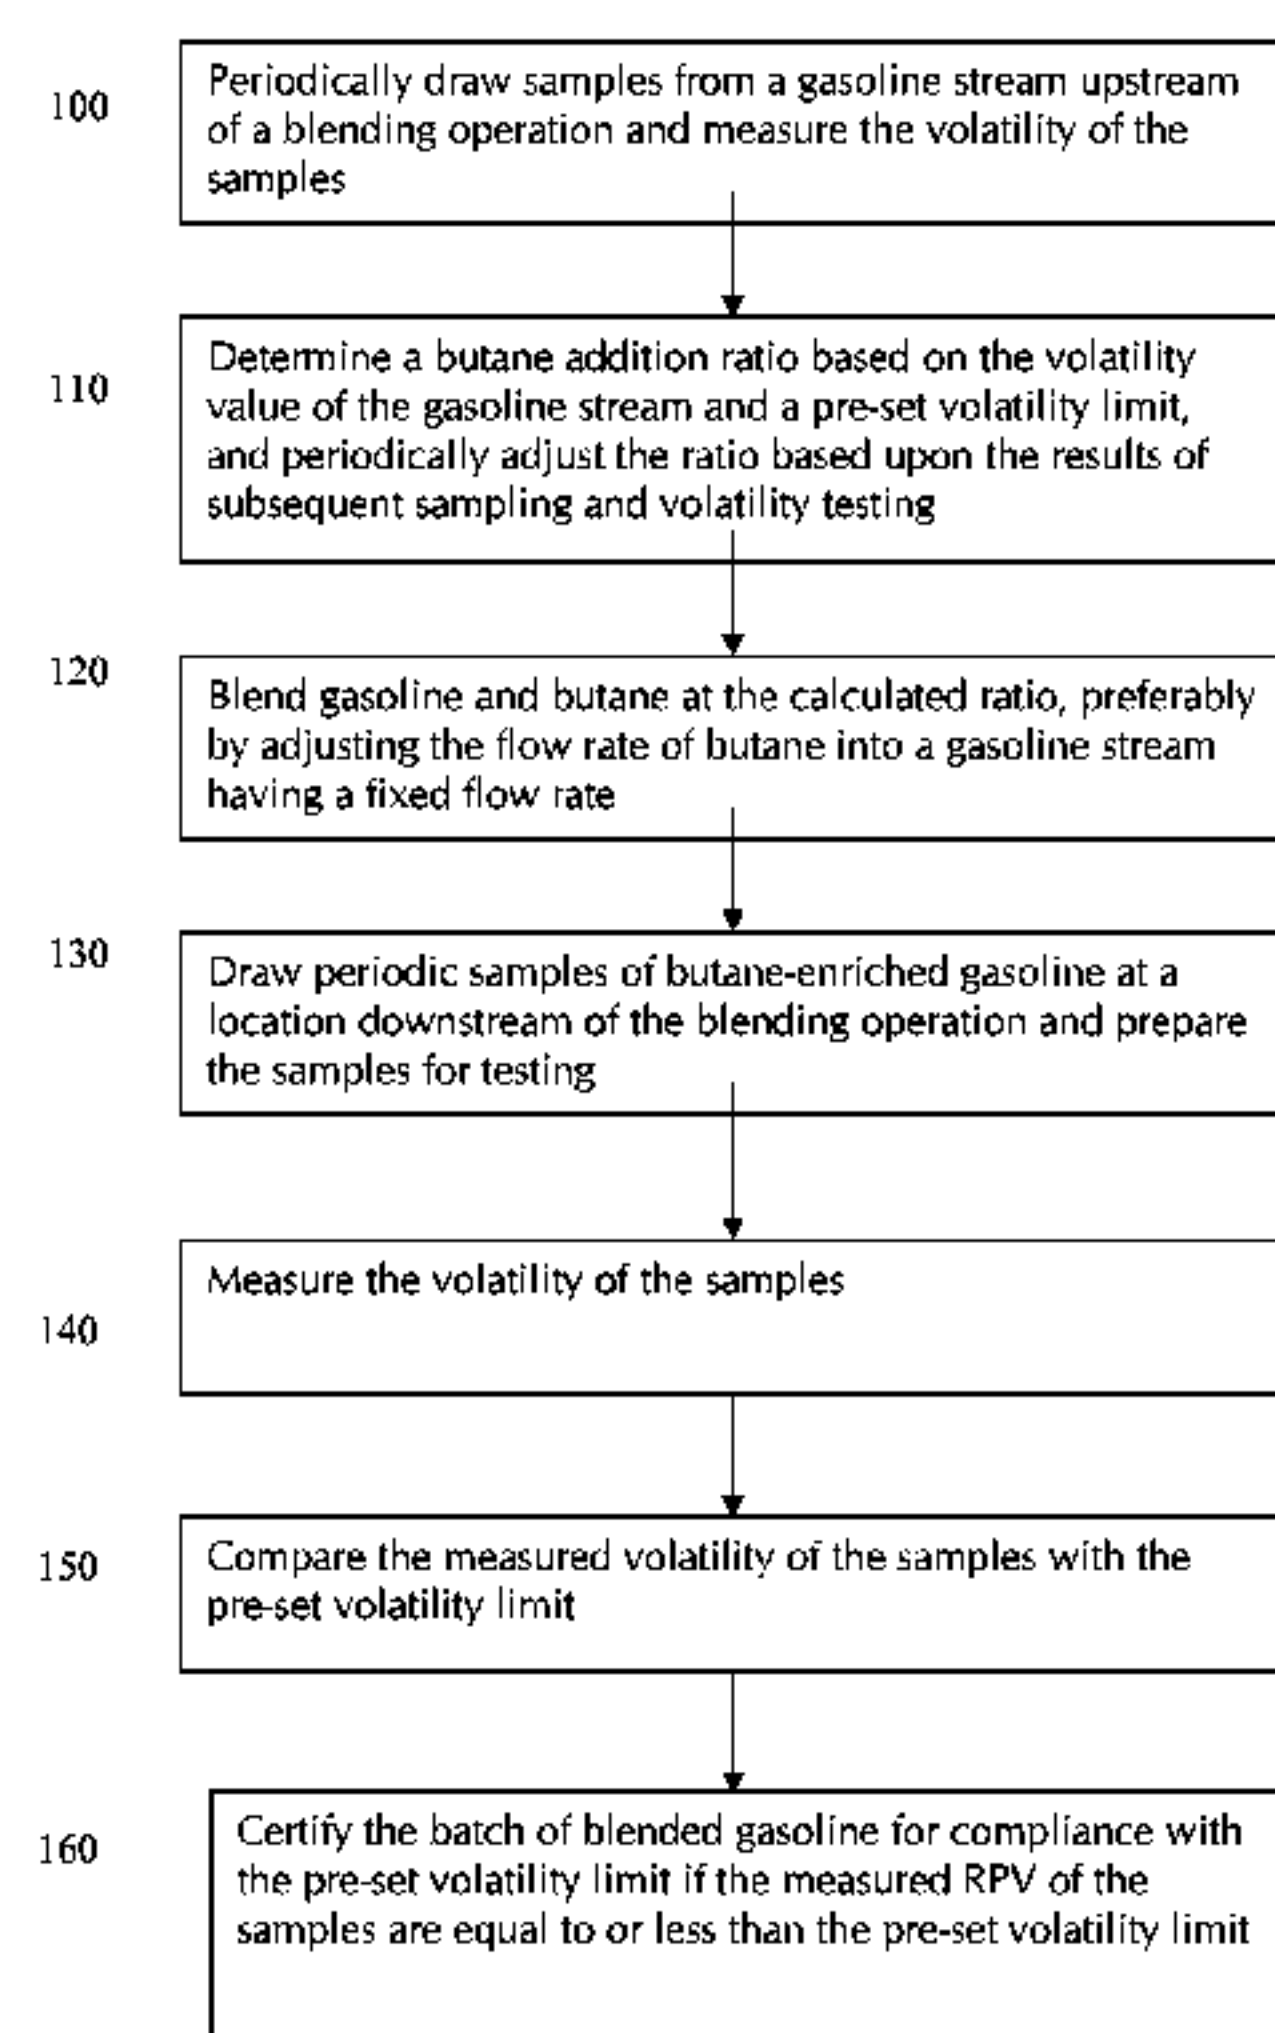 100
Periodically draw samples from a gasoline stream upstream
of a blending operation and measure the volatility of the
samples
110
Determine a butane addition ratio based on the volatility
value of the gasoline stream and a pre-set volatility limit,
and periodically adjust the ratio based upon the results of
subsequent sampling and volatility testing
120
Blend gasoline and butane at the calculated ratio, preferably
by adjusting the flow rate of butane into a gasoline stream
having a fixed flow rate
130
Draw periodic samples of butane-enriched gasoline at a
location downstream of the blending operation and prepare
the samples for testing
140
Measure the volatility of the samples
150
Compare the measured volatility of the samples with the
pre-set volatility limit
160
Certify the batch of blended gasoline for compliance with
the pre-set volatility limit if the measured RPV of the
samples are equal to or less than the pre-set volatility limit